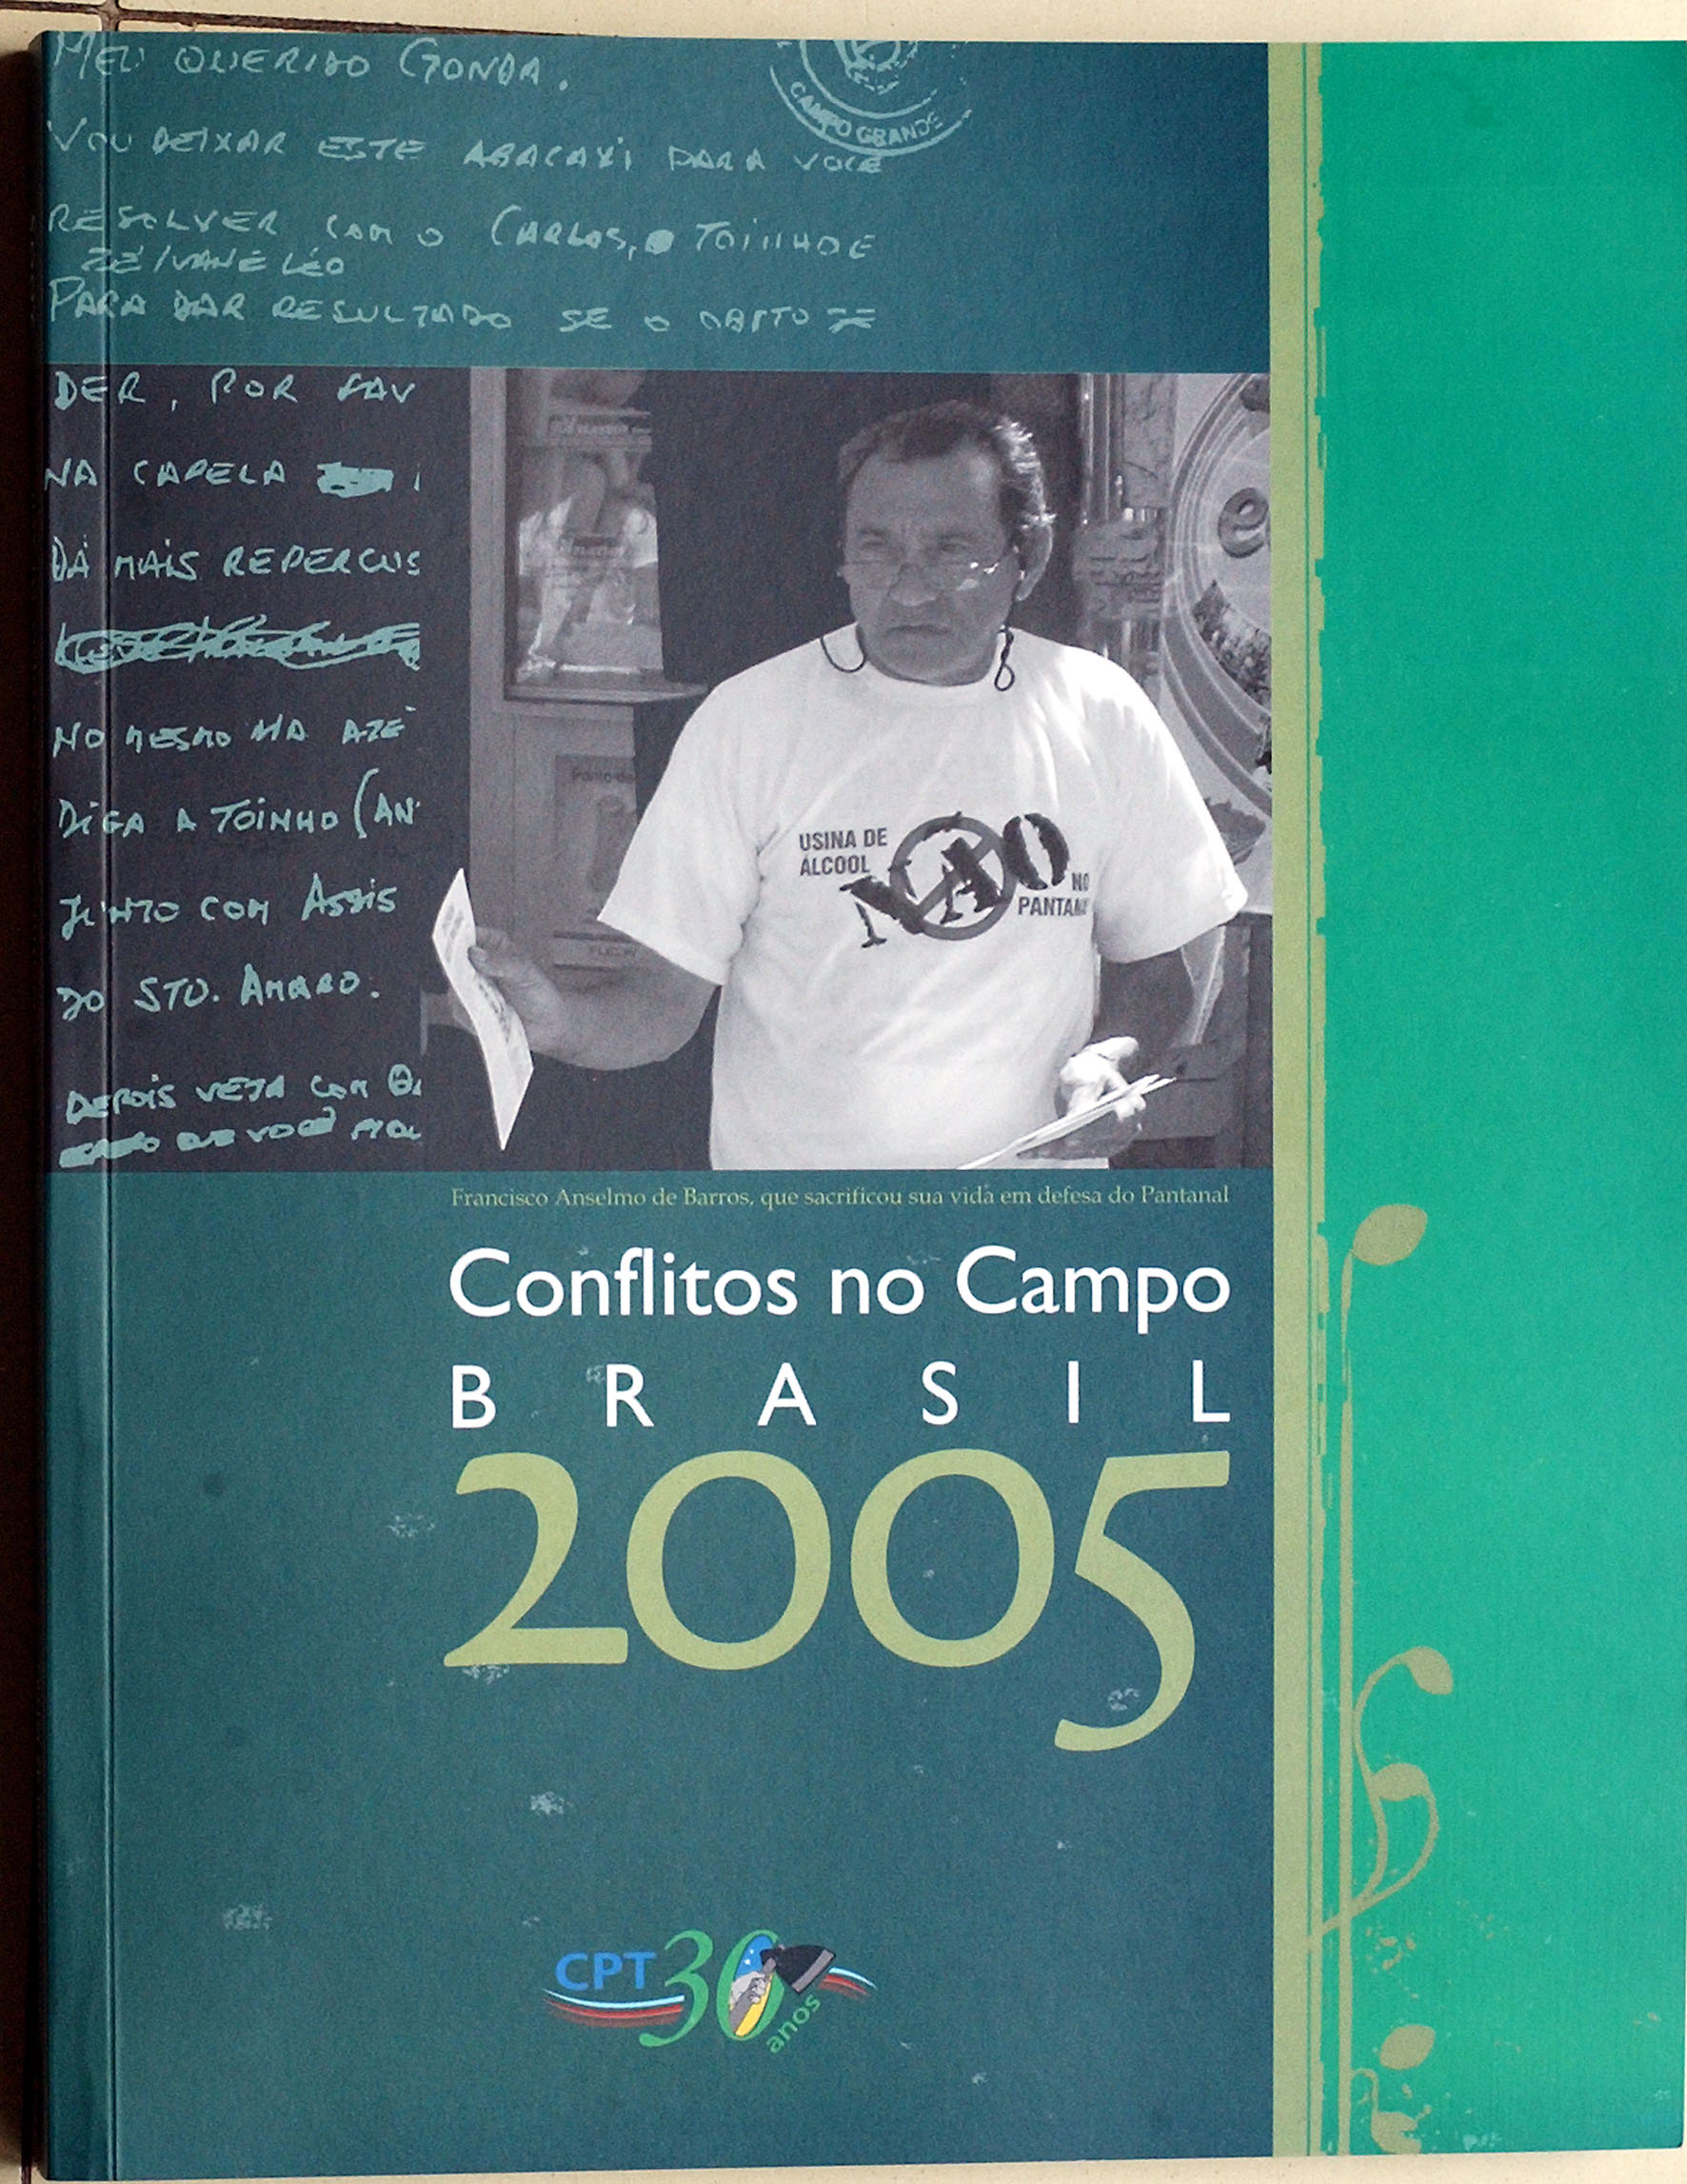 MEU QUERIDO GONDA.
CAMPO GRANDE
VOU DEIXAR ESTE ABACAXI PARA VOCE
RESOLVER COM O CARLOS, TOINHO E
ZÉ IVAN E LÉO
PARA DAR RESULTADO SE O
DER, POR FAV
NA CAPELA
DÁ MAIS REPERCUS
NO MESMO
DIGA A TOINHO (AN
JUNTO COM ASSIS
DO STO. AMARO.
DEPOIS VEJA COM
VOCÊ
USINA DE
ÁLCOOL
NÃO
NO
PANTANAL
Francisco Anselmo de Barros, que sacrificou sua vida em defesa do Pantanal
Conflitos no Campo
BRASIL
2005
CPT 30
anos